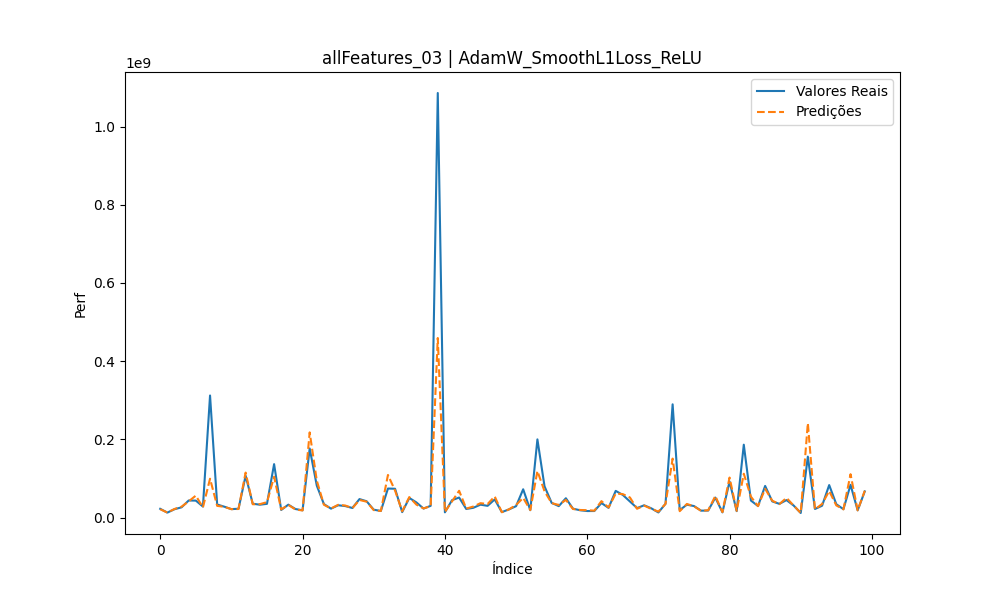 allFeatures_03 | AdamW_SmoothL1Loss_ReLU
1e9
Valores Reais
Predições
1.0
0.8
0.6
0.4
0.2
0.0
Perf
0 20 40 60 80 100
Índice